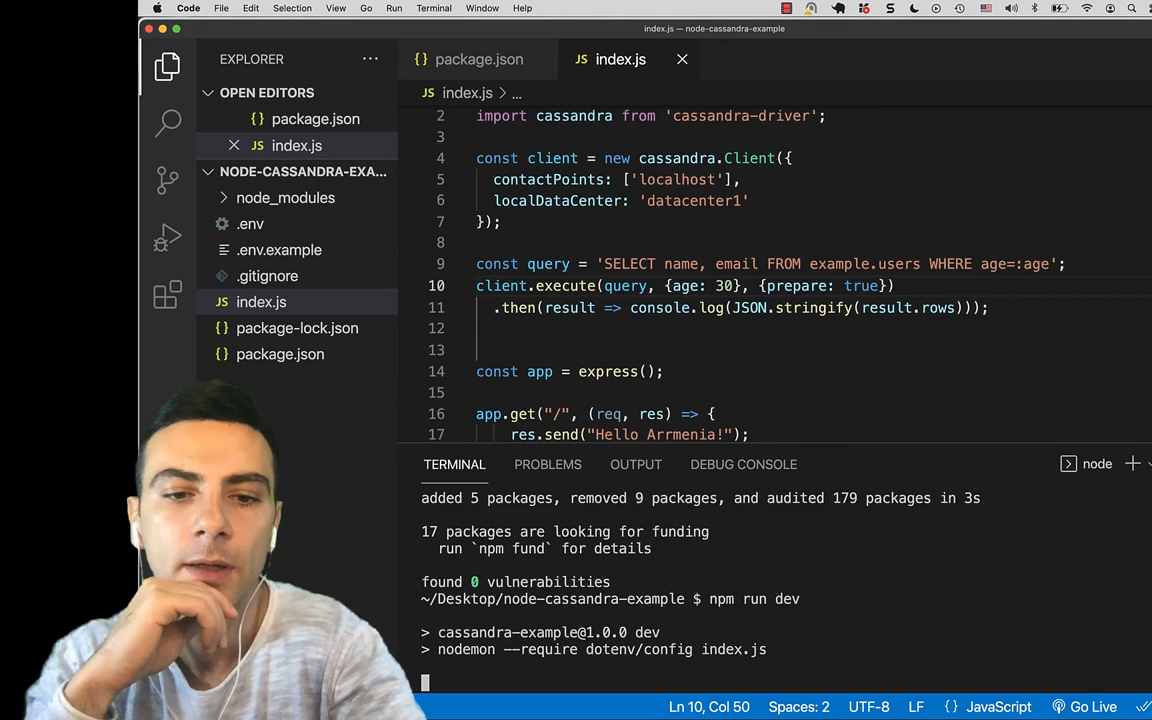 Code File Edit Selection View Go Run Terminal Window Help
index.js — node-cassandra-example
EXPLORER
OPEN EDITORS
package.json
index.js
NODE-CASSANDRA-EXA...
node_modules
.env
.env.example
.gitignore
index.js
package-lock.json
package.json
package.json index.js
index.js > ...
2 import cassandra from 'cassandra-driver';
3
4 const client = new cassandra.Client({
5 contactPoints: ['localhost'],
6 localDataCenter: 'datacenter1'
7 });
8
9 const query = 'SELECT name, email FROM example.users WHERE age=:age';
10 client.execute(query, {age: 30}, {prepare: true})
11 .then(result => console.log(JSON.stringify(result.rows)));
12
13
14 const app = express();
15
16 app.get("/", (req, res) => {
17 res.send("Hello Arrmenia!");
TERMINAL PROBLEMS OUTPUT DEBUG CONSOLE node
added 5 packages, removed 9 packages, and audited 179 packages in 3s
17 packages are looking for funding
run `npm fund` for details
found 0 vulnerabilities
~/Desktop/node-cassandra-example $ npm run dev
> cassandra-example@1.0.0 dev
> nodemon --require dotenv/config index.js
Ln 10, Col 50 Spaces: 2 UTF-8 LF {} JavaScript Go Live